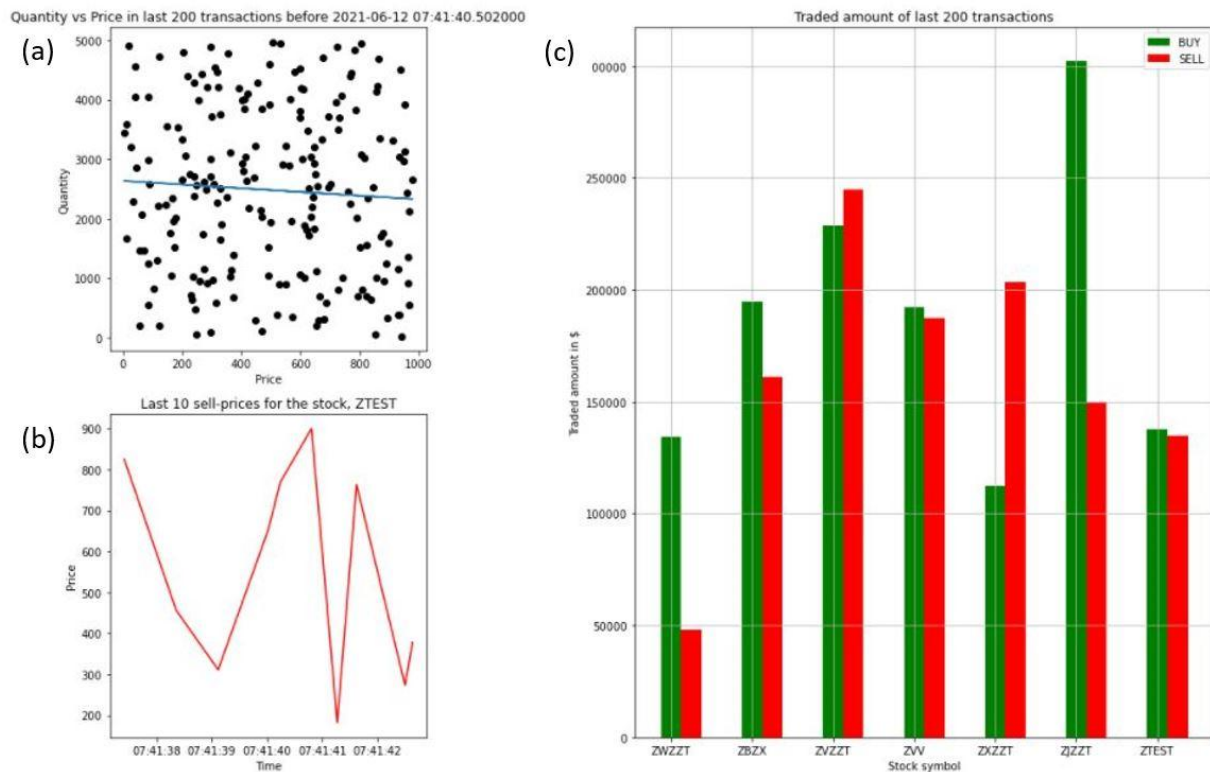 Quantity vs Price in last 200 transactions before 2021-06-12 07:41:40.502000
(a)
5000
4000
3000
2000
1000
0
Quantity
0 200 400 600 800 1000
Price
(b)
Last 10 sell-prices for the stock, ZTEST
900
800
700
600
500
400
300
200
Price
07:41:38 07:41:39 07:41:40 07:41:41 07:41:42
Time
(c)
Traded amount of last 200 transactions
BUY
SELL
00000
250000
200000
150000
100000
50000
0
Traded amount in $
ZWZZT ZBZX ZVZZT ZVV ZXZZT ZJZZT ZTEST
Stock symbol